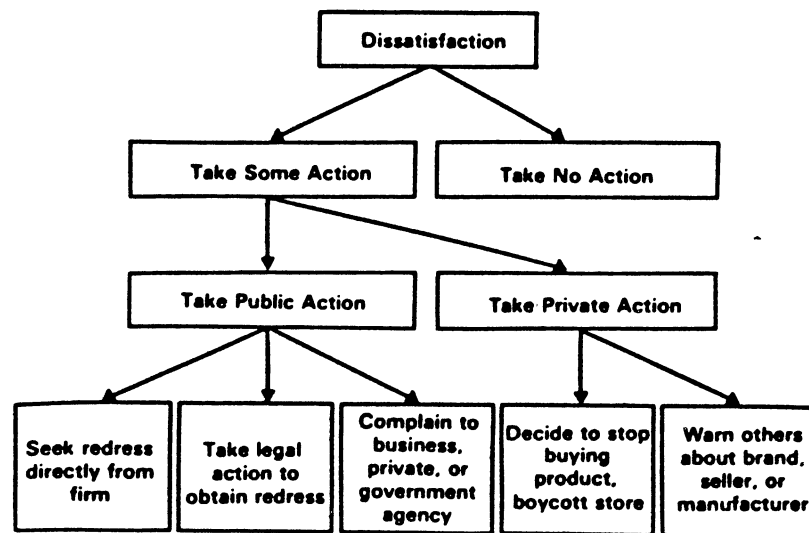 Dissatisfaction
Take Some Action
Take No Action
Take Public Action
Take Private Action
Seek redress
directly from
firm
Take legal
action to
obtain redress
Complain to
business,
private, or
government
agency
Decide to stop
buying
product,
boycott store
Warn others
about brand,
seller, or
manufacturer